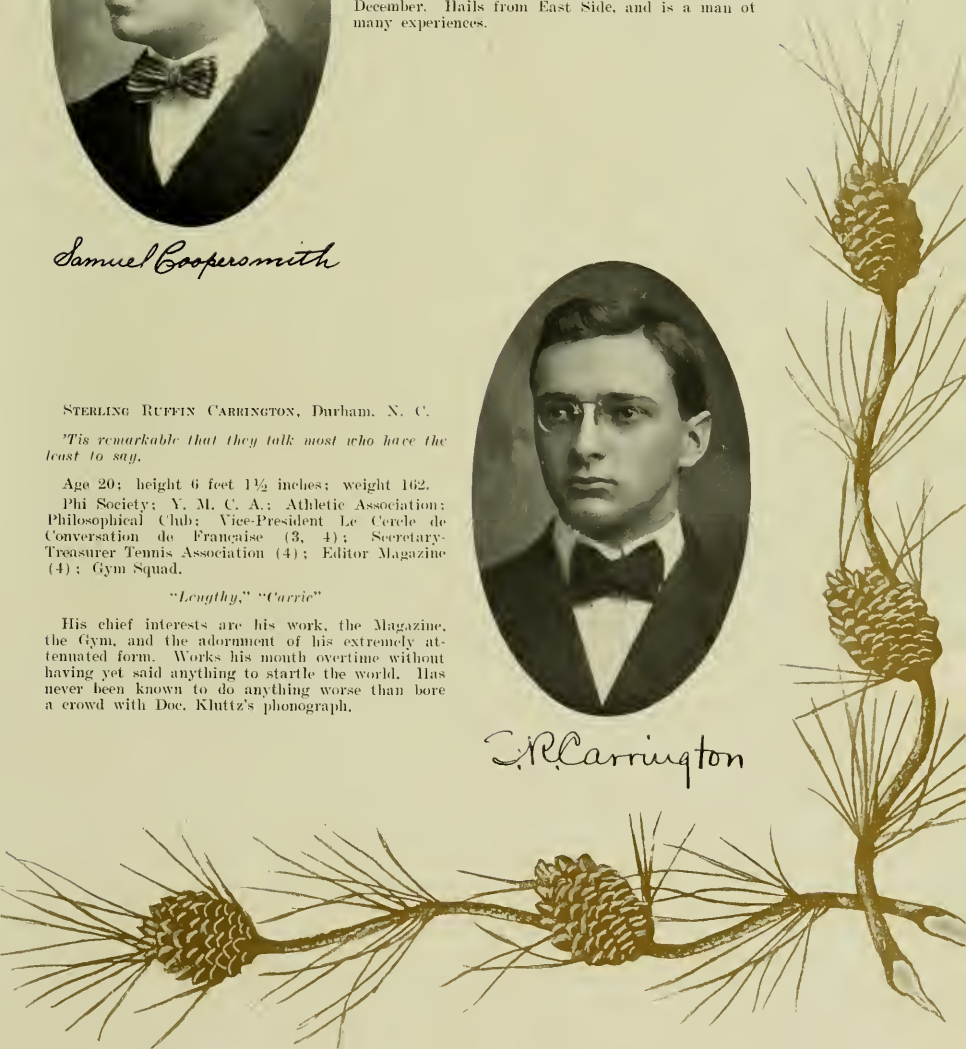 December. Hails from East Side, and is a man of
many experiences.
Samuel Coopersmith
STERLING RUFFIN CARRINGTON, Durham, N. C.
'Tis remarkable that they talk most who have the
least to say.
Age 20; height 6 feet 1½ inches; weight 162.
Phi Society; Y. M. C. A.; Athletic Association;
Philosophical Club; Vice-President Le Cercle de
Conversation de Française (3, 4); Secretary-
Treasurer Tennis Association (4); Editor Magazine
(4); Gym Squad.
"Lengthy," "Carrie"
His chief interests are his work, the Magazine,
the Gym, and the adornment of his extremely at-
tenuated form. Works his mouth overtime without
having yet said anything to startle the world. Has
never been known to do anything worse than bore
a crowd with Doc. Kluttz's phonograph.
S.R.Carrington